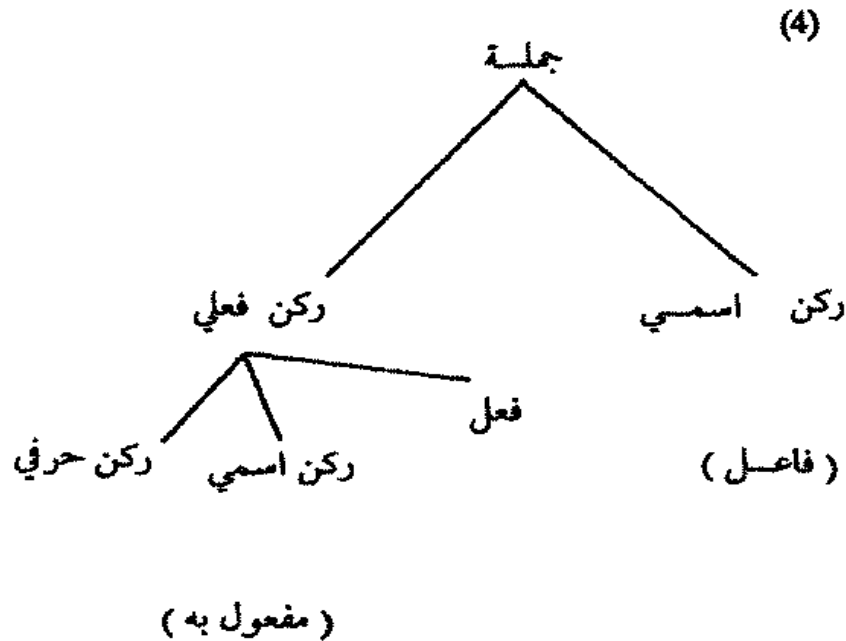 (4)
جملة
ركن اسمي
ركن فعلي
فعل
ركن اسمي
ركن حرفي
(فاعل)
(مفعول به)